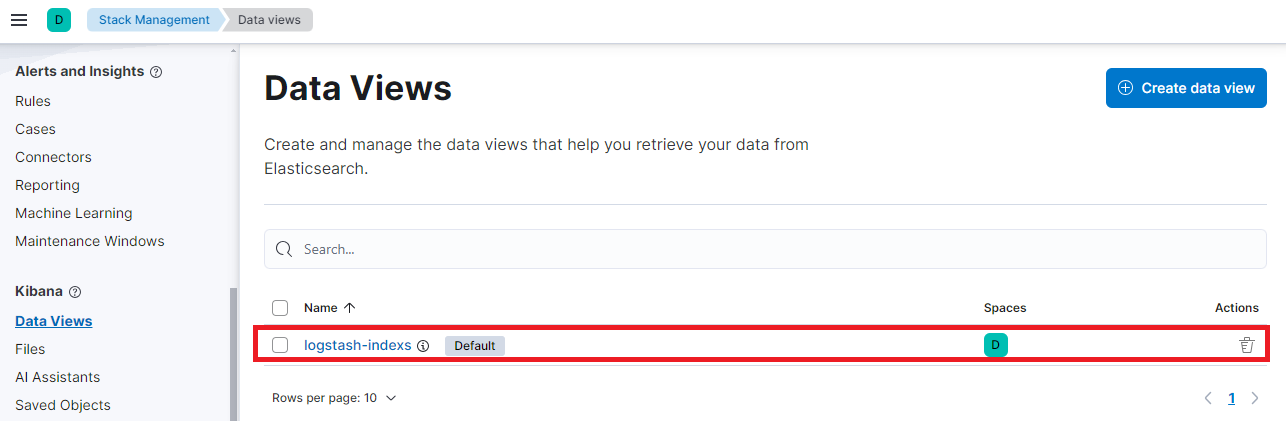 D Stack Management Data views
Alerts and Insights
Rules
Cases
Connectors
Reporting
Machine Learning
Maintenance Windows
Kibana
Data Views
Files
AI Assistants
Saved Objects
Data Views
Create data view
Create and manage the data views that help you retrieve your data from
Elasticsearch.
Search...
Name Spaces Actions
logstash-indexs Default D
Rows per page: 10
1